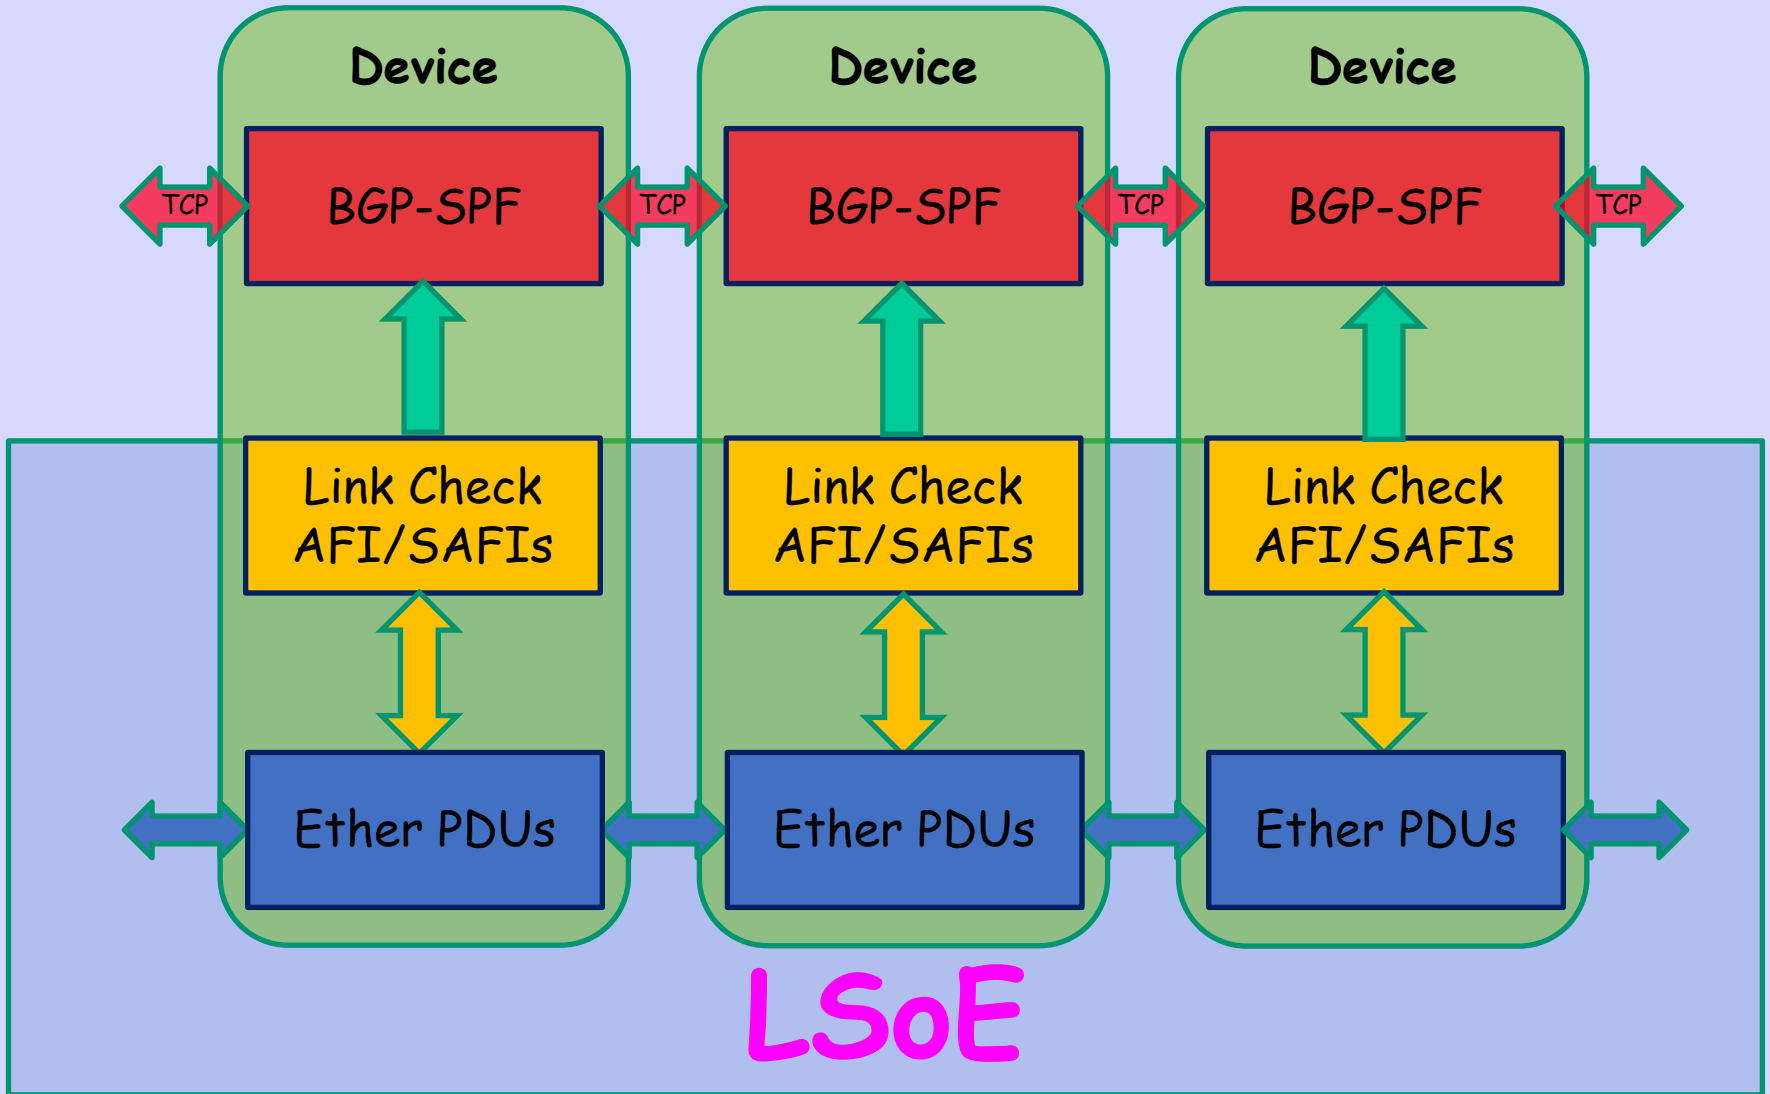 Device
Device
Device
TCP
BGP-SPF
TCP
BGP-SPF
TCP
BGP-SPF
TCP
Link Check
AFI/SAFIs
Link Check
AFI/SAFIs
Link Check
AFI/SAFIs
Ether PDUs
Ether PDUs
Ether PDUs
LSoE